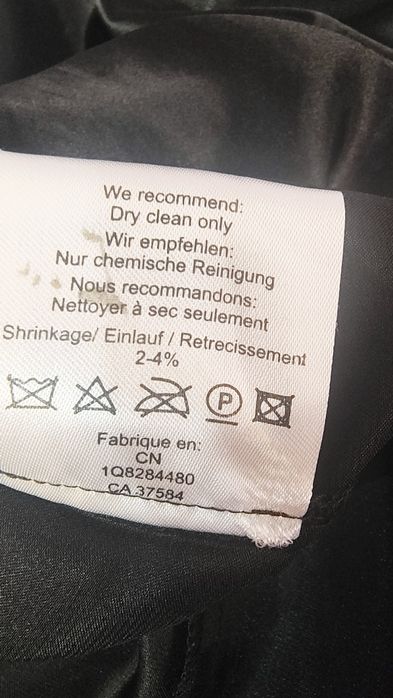 We recommend:
Dry clean only
Wir empfehlen:
Nur chemische Reinigung
Nous recommandons:
Nettoyer à sec seulement
Shrinkage/ Einlauf / Retrecissement
2-4%
P
Fabrique en:
CN
1Q8284480
CA 37584